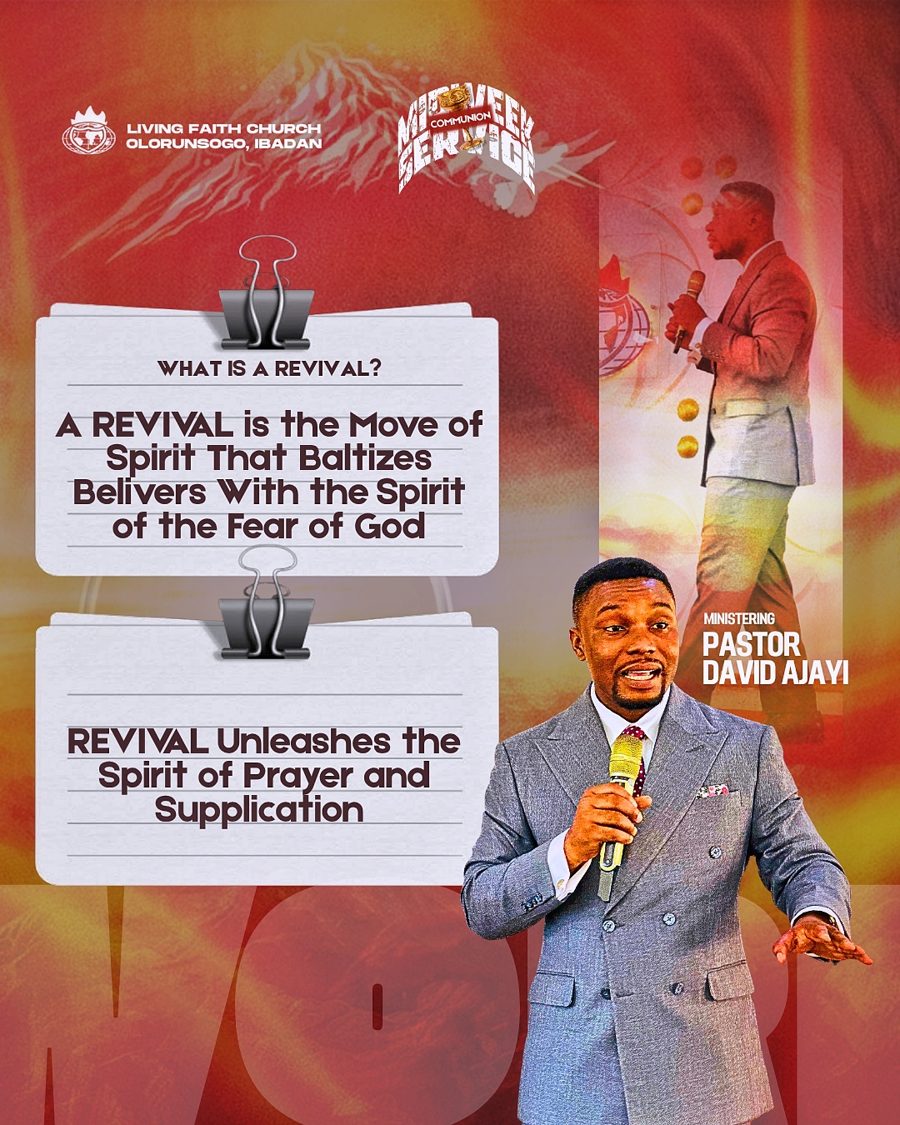 LIVING FAITH CHURCH
OLORUNSOGO, IBADAN
MIDWEEK
COMMUNION
SERVICE
WHAT IS A REVIVAL?
A REVIVAL is the Move of
Spirit That Baltizes
Belivers With the Spirit
of the Fear of God
REVIVAL Unleashes the
Spirit of Prayer and
Supplication
MINISTERING
PASTOR
DAVID AJAYI